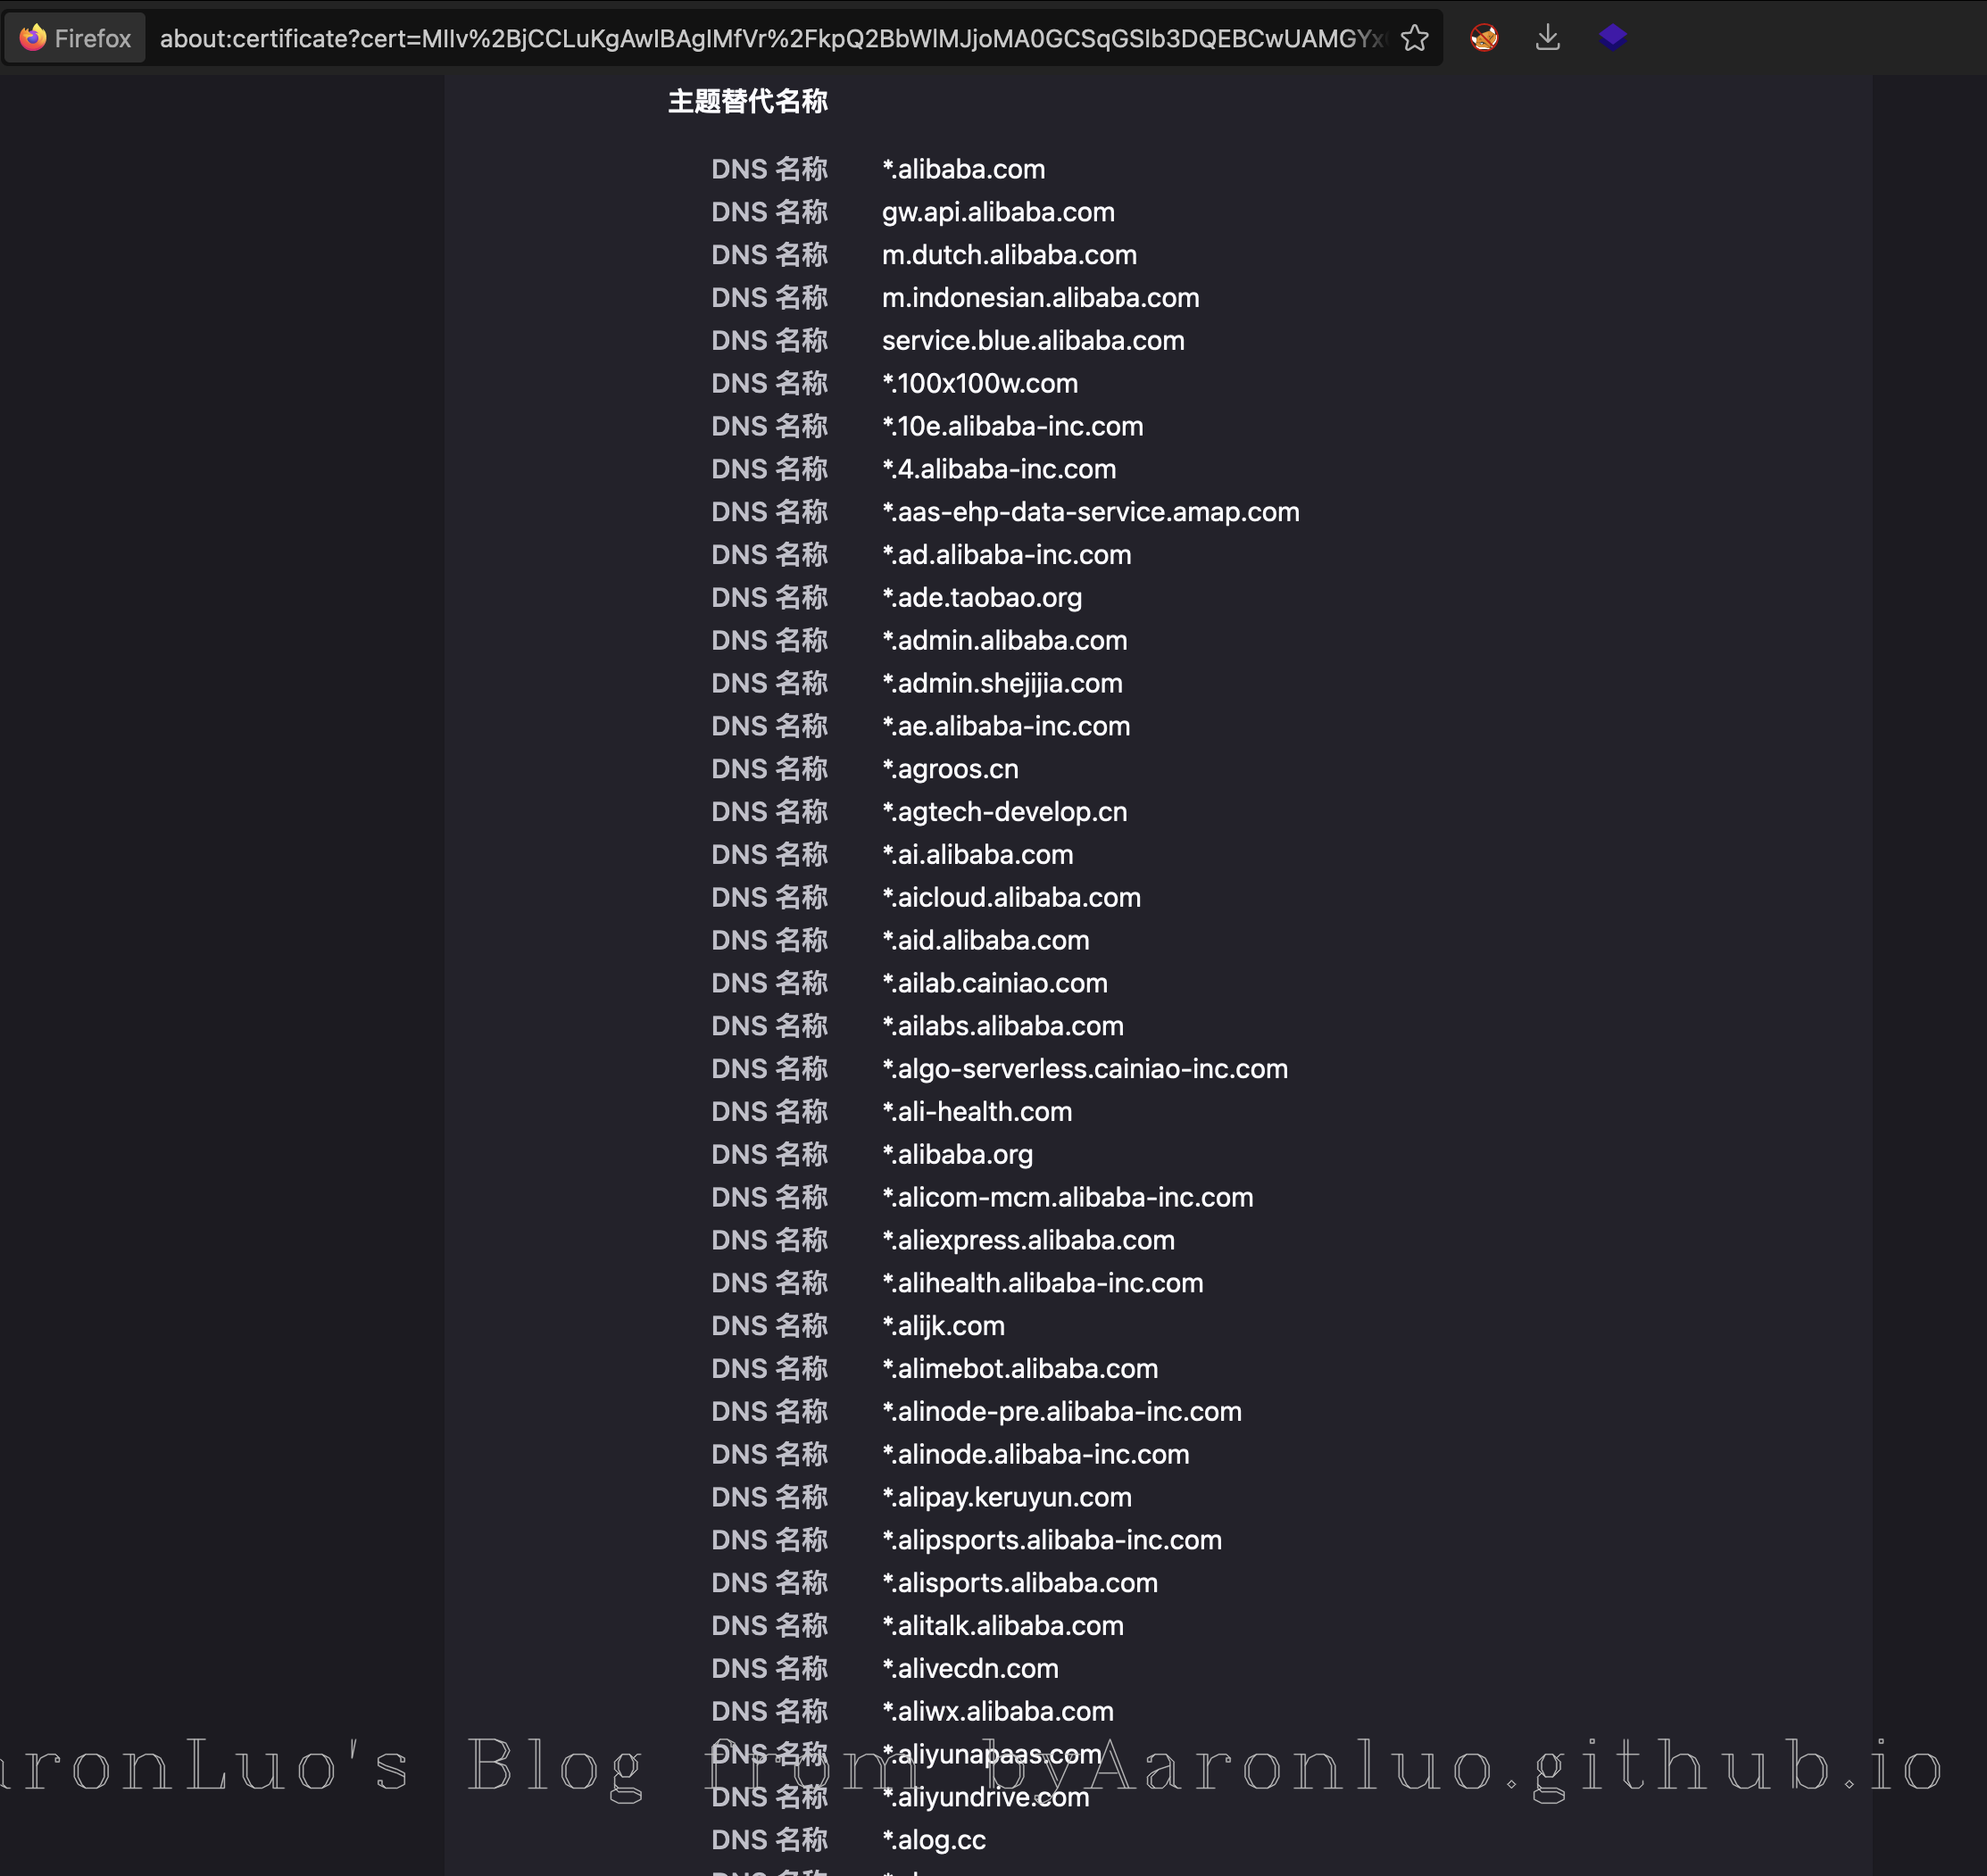 Firefox about:certificate?cert=MIIv%2BjCCLuKgAwIBAgIMfVr%2FkpQ2BbWlMJjoMA0GCSqGSIb3DQEBCwUAMGYx
主题替代名称
DNS 名称 *.alibaba.com
DNS 名称 gw.api.alibaba.com
DNS 名称 m.dutch.alibaba.com
DNS 名称 m.indonesian.alibaba.com
DNS 名称 service.blue.alibaba.com
DNS 名称 *.100x100w.com
DNS 名称 *.10e.alibaba-inc.com
DNS 名称 *.4.alibaba-inc.com
DNS 名称 *.aas-ehp-data-service.amap.com
DNS 名称 *.ad.alibaba-inc.com
DNS 名称 *.ade.taobao.org
DNS 名称 *.admin.alibaba.com
DNS 名称 *.admin.shejijia.com
DNS 名称 *.ae.alibaba-inc.com
DNS 名称 *.agroos.cn
DNS 名称 *.agtech-develop.cn
DNS 名称 *.ai.alibaba.com
DNS 名称 *.aicloud.alibaba.com
DNS 名称 *.aid.alibaba.com
DNS 名称 *.ailab.cainiao.com
DNS 名称 *.ailabs.alibaba.com
DNS 名称 *.algo-serverless.cainiao-inc.com
DNS 名称 *.ali-health.com
DNS 名称 *.alibaba.org
DNS 名称 *.alicom-mcm.alibaba-inc.com
DNS 名称 *.aliexpress.alibaba.com
DNS 名称 *.alihealth.alibaba-inc.com
DNS 名称 *.alijk.com
DNS 名称 *.alimebot.alibaba.com
DNS 名称 *.alinode-pre.alibaba-inc.com
DNS 名称 *.alinode.alibaba-inc.com
DNS 名称 *.alipay.keruyun.com
DNS 名称 *.alipsports.alibaba-inc.com
DNS 名称 *.alisports.alibaba.com
DNS 名称 *.alitalk.alibaba.com
DNS 名称 *.alivecdn.com
DNS 名称 *.aliwx.alibaba.com
DNS 名称 *.aliyunapaas.com
aronLuo's Blog from byAaronluo.github.io
DNS 名称 *.aliyundrive.com
DNS 名称 *.alog.cc